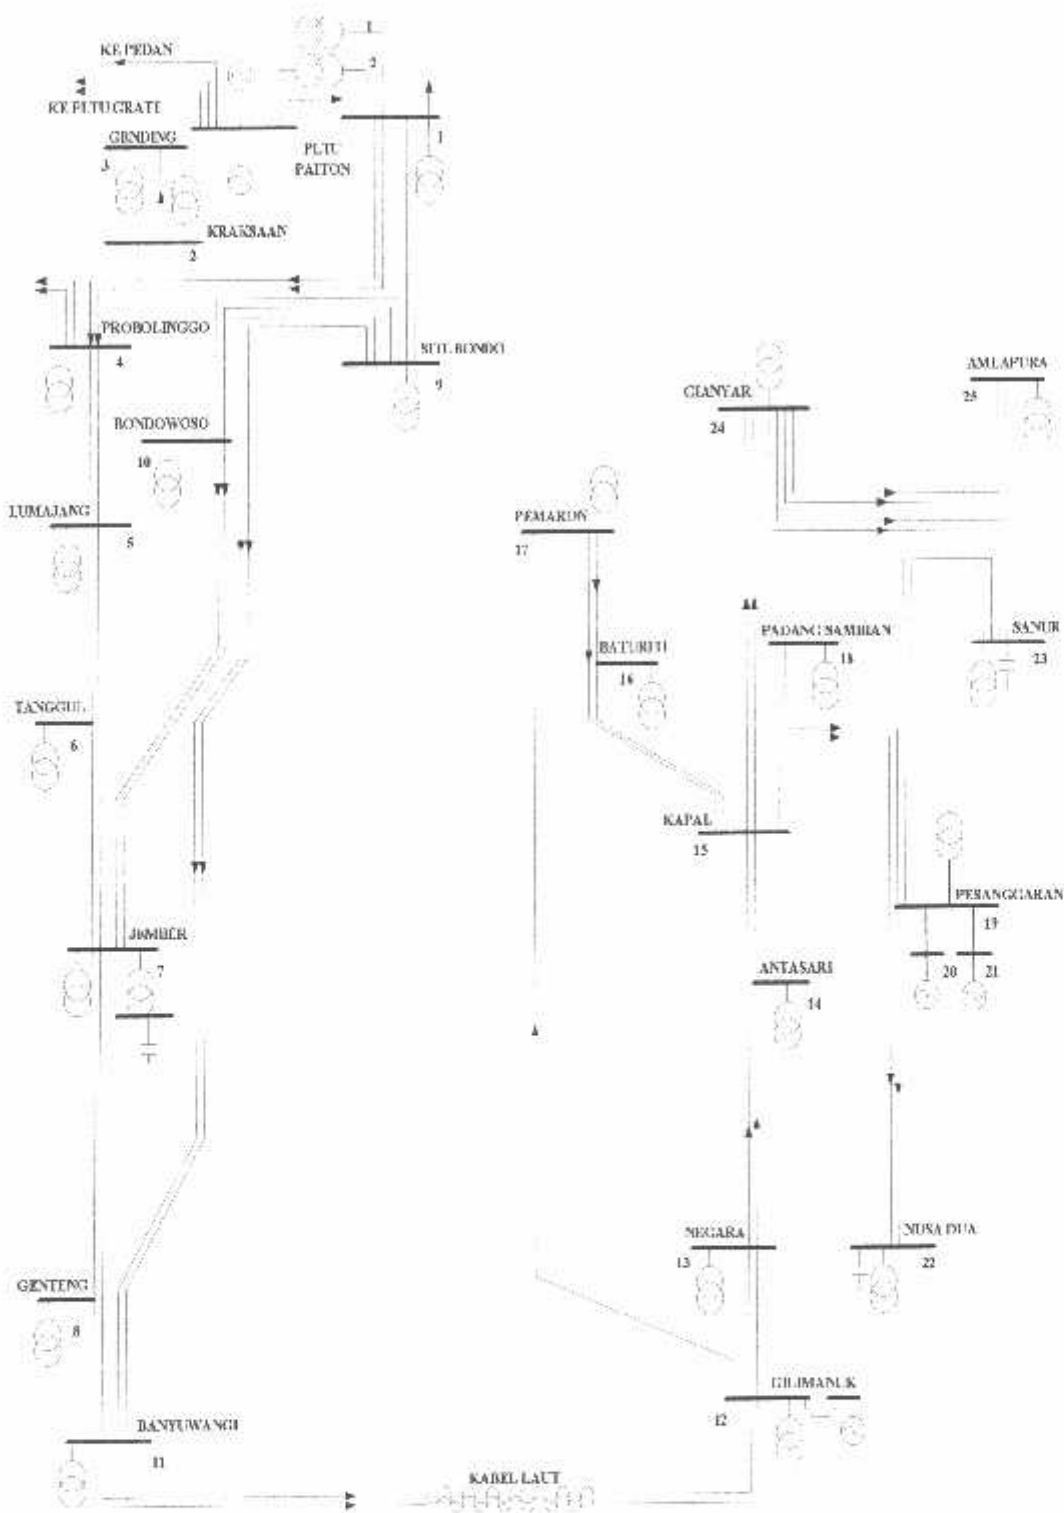 1
KE PEDAN
2
KE PLTU GRATI
GENDING
3
1
PLTU
PAITON
KRAKSAAN
2
PROBOLINGGO
4
SITUBONDO
9
GIANYAR
24
AMLAPURA
25
BONDOWOSO
10
LUMAJANG
5
PEMARON
17
PADANG SAMBIAN
18
SANUR
23
BATURITI
16
TANGGUL
6
KAPAL
15
PESANGGARAN
19
20 21
JEMBER
7
ANTASARI
14
NEGARA
13
NUSA DUA
22
GENTENG
8
GILIMANUK
12
BANYUWANGI
11
KABEL LAUT